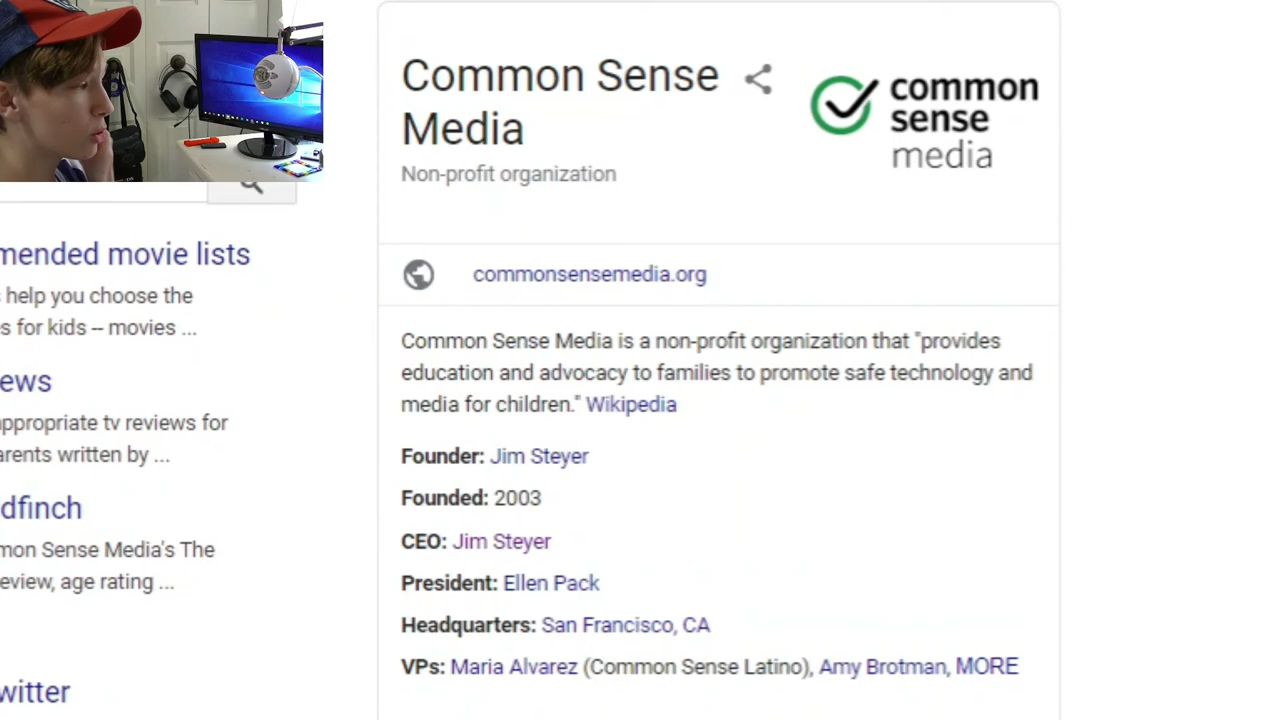 Common Sense
Media
Non-profit organization
common
sense
media
mended movie lists
help you choose the
s for kids – movies ...
ews
appropriate tv reviews for
arents written by ...
dfinch
mon Sense Media's The
eview, age rating ...
witter
commonsensemedia.org
Common Sense Media is a non-profit organization that "provides
education and advocacy to families to promote safe technology and
media for children." Wikipedia
Founder: Jim Steyer
Founded: 2003
CEO: Jim Steyer
President: Ellen Pack
Headquarters: San Francisco, CA
VPs: Maria Alvarez (Common Sense Latino), Amy Brotman, MORE